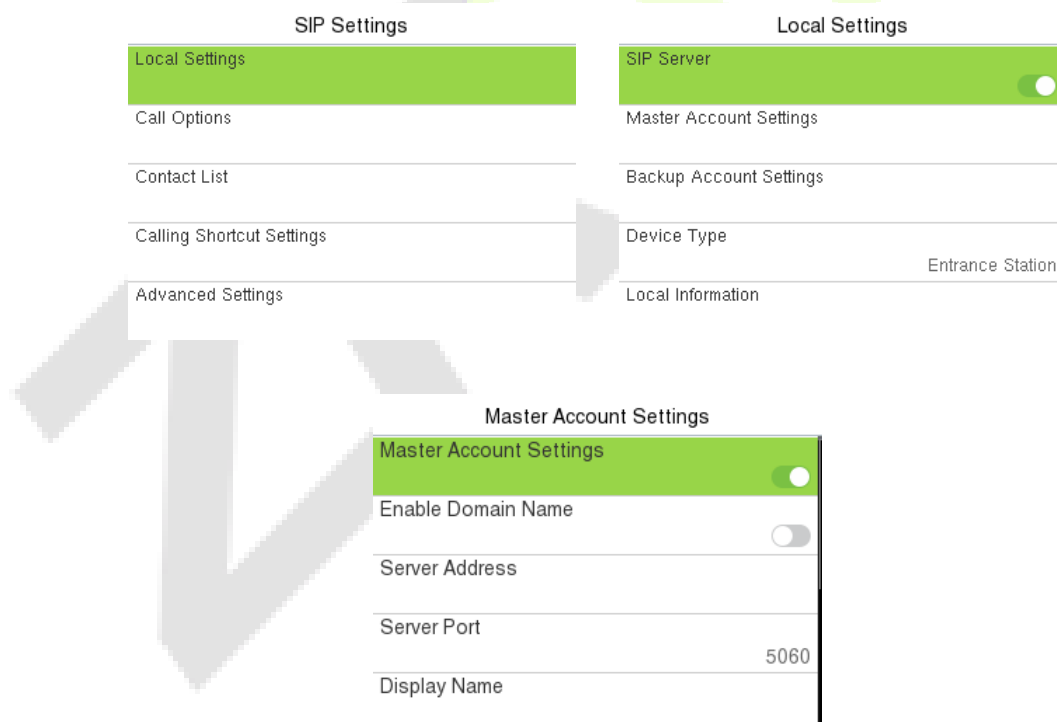 SIP Settings
Local Settings
Call Options
Contact List
Calling Shortcut Settings
Advanced Settings
Local Settings
SIP Server
Master Account Settings
Backup Account Settings
Device Type
Entrance Station
Local Information
Master Account Settings
Master Account Settings
Enable Domain Name
Server Address
Server Port
5060
Display Name